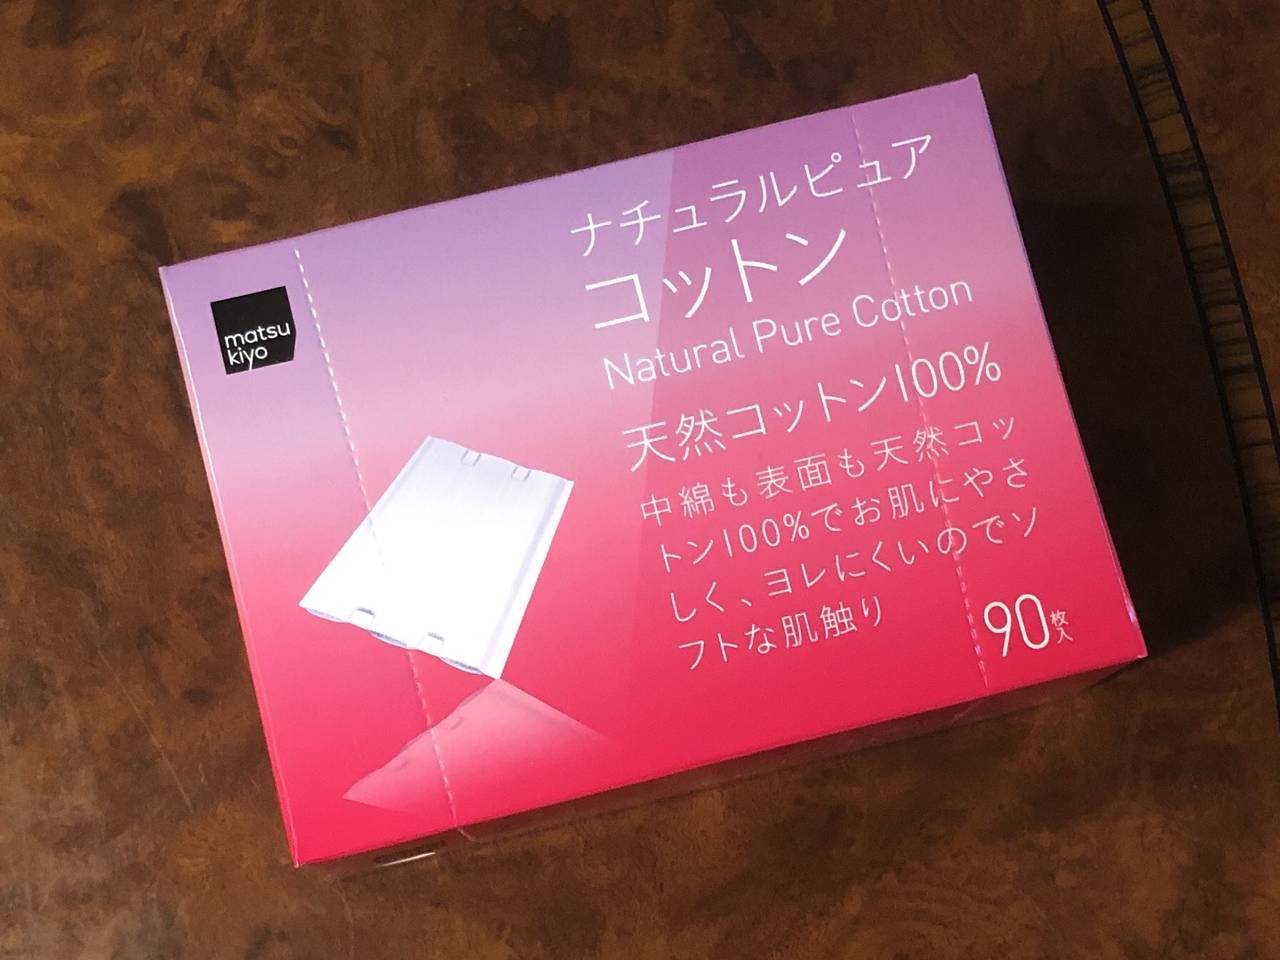 matsu
kiyo
ナチュラルピュア
コットン
Natural Pure Cotton
天然コットン100%
中綿も表面も天然コッ
トン100%でお肌にやさ
しく、ヨレにくいのでソ
フトな肌触り
90枚入